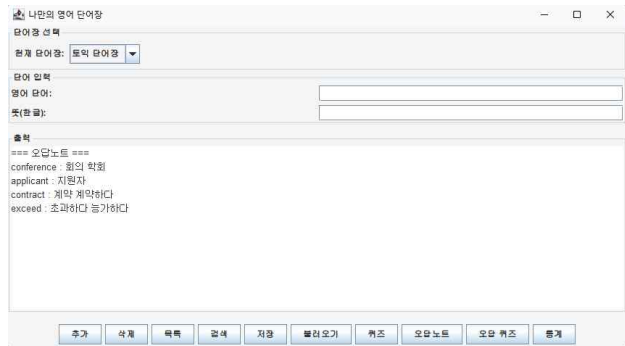 나만의 영어 단어장
단어장 선택
현재 단어장: 토익 단어장
단어 입력
영어 단어:
뜻(한글):
출력
=== 오답노트 ===
conference : 회의 학회
applicant : 지원자
contract : 계약 계약하다
exceed : 초과하다 능가하다
추가 삭제 목록 검색 저장 불러오기 퀴즈 오답노트 오답 퀴즈 통계